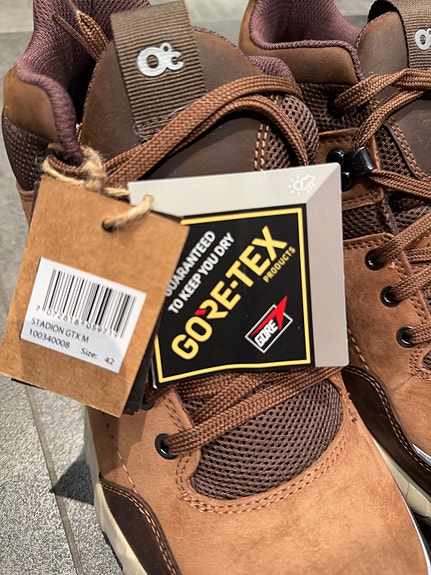 GUARANTEED
TO KEEP YOU DRY
GORE-TEX
PRODUCTS
GORE
STADION GTX M
100340008
Size: 42